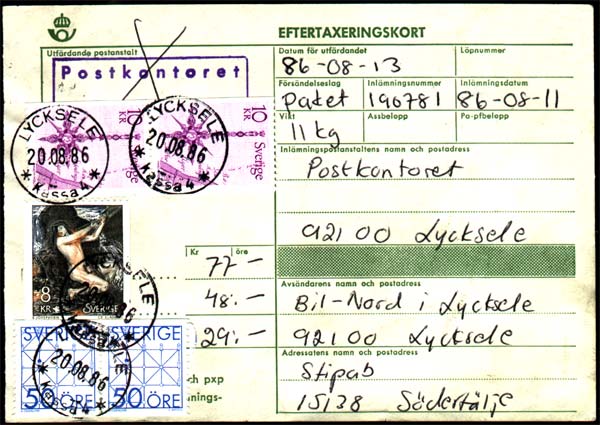 EFTERTAXERINGSKORT
Utfärdande postanstalt
Postkontoret
Datum för utfärdandet
Löpnummer
86-08-13
Försändelseslag
Inlämningsnummer
Inlämningsdatum
Paket
190781
86-08-11
Vikt
Assbelopp
Pa-pfbelopp
11 kg
Inlämningspostanstaltens namn och postadress
Postkontoret
92100 Lycksele
LYCKSELE
20.08.86
* Kassa 4 *
10 KR
10 KR
Sverige
LYCKSELE
20.08.86
* Kassa 4 *
Kr öre
77 -
48:-
29:-
Avsändarens namn och postadress
Bil-Nord i Lycksele
92100 Lycksele
Adressatens namn och postadress
Stipab
15138 Södertälje
8 KR
SVERIGE
SVERIGE
20.08.86
50 ÖRE
50 ÖRE
och pxp
nings-